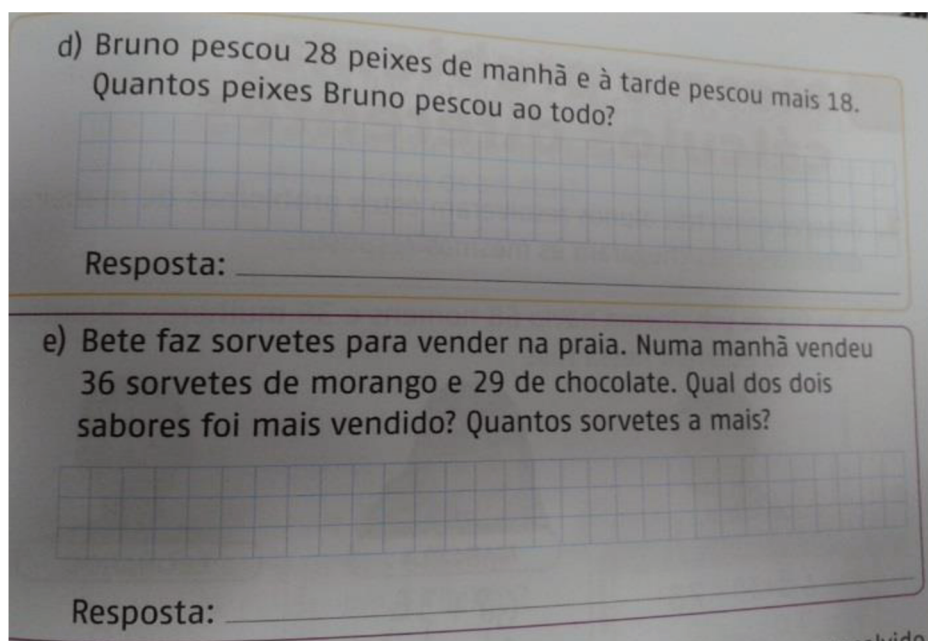 d) Bruno pescou 28 peixes de manhã e à tarde pescou mais 18.
Quantos peixes Bruno pescou ao todo?
Resposta:
e) Bete faz sorvetes para vender na praia. Numa manhã vendeu
36 sorvetes de morango e 29 de chocolate. Qual dos dois
sabores foi mais vendido? Quantos sorvetes a mais?
Resposta: